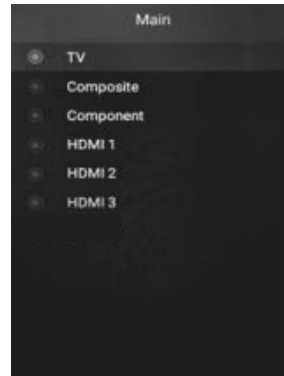 Main
TV
Composite
Component
HDMI 1
HDMI 2
HDMI 3